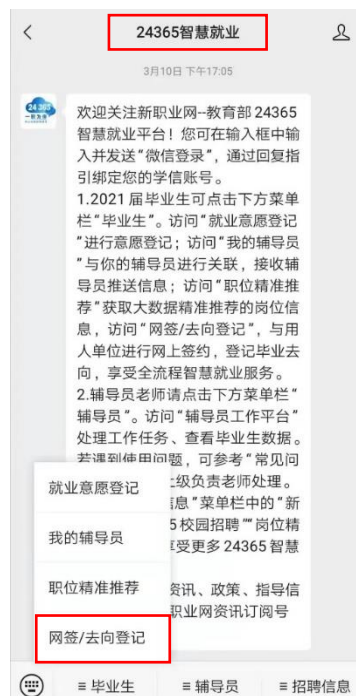 24365智慧就业
3月10日 下午17:05
24 365
欢迎关注新职业网--教育部 24365
智慧就业平台！您可在输入框中输
入并发送“微信登录”，通过回复指
引绑定您的学信账号。
1.2021 届毕业生可点击下方菜单
栏“毕业生”。访问“就业意愿登记
”进行意愿登记；访问“我的辅导员
”与你的辅导员进行关联，接收辅
导员推送信息；访问“职位精准推
荐”获取大数据精准推荐的岗位信
息，访问“网签/去向登记”，与用
人单位进行网上签约，登记毕业去
向，享受全流程智慧就业服务。
2.辅导员老师请点击下方菜单栏“
辅导员”。访问“辅导员工作平台”
处理工作任务、查看毕业生数据。
若遇到使用问题，可参考“常见问
级负责老师处理。
息”菜单栏中的“新
5 校园招聘”“岗位精
受更多 24365 智慧
资讯、政策、指导信
职业网资讯订阅号
就业意愿登记
我的辅导员
职位精准推荐
网签/去向登记
毕业生
辅导员
招聘信息